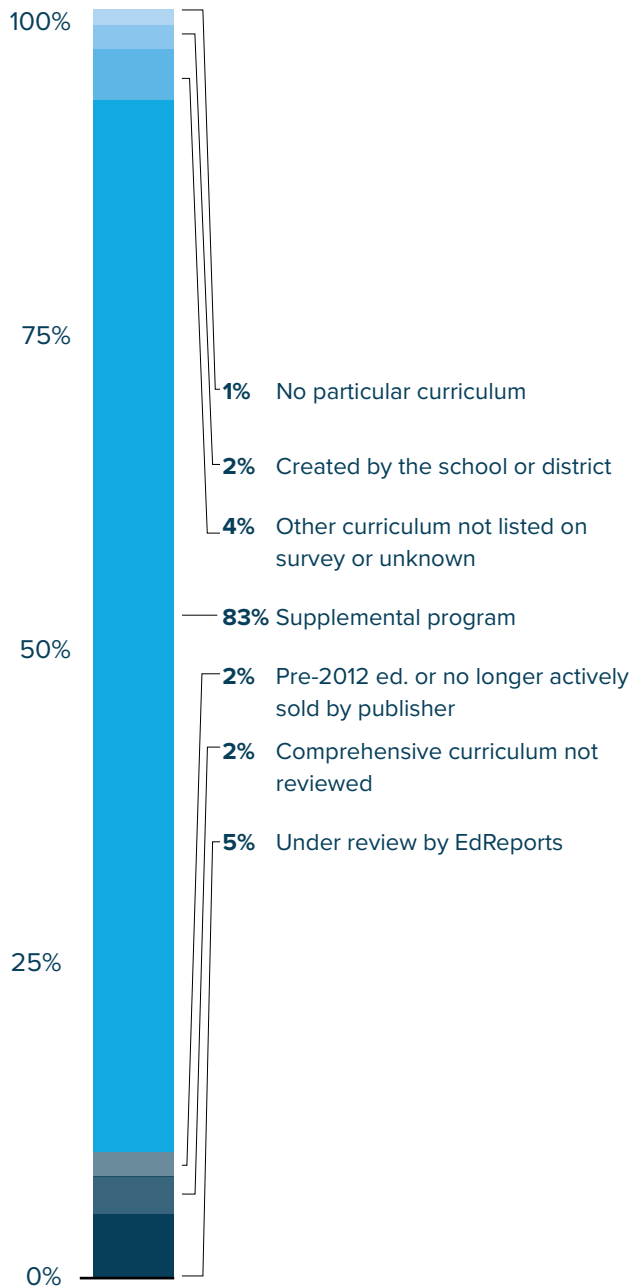 100%
75%
1% No particular curriculum
2% Created by the school or district
4% Other curriculum not listed on
survey or unknown
83% Supplemental program
50%
2% Pre-2012 ed. or no longer actively
sold by publisher
2% Comprehensive curriculum not
reviewed
5% Under review by EdReports
25%
0%